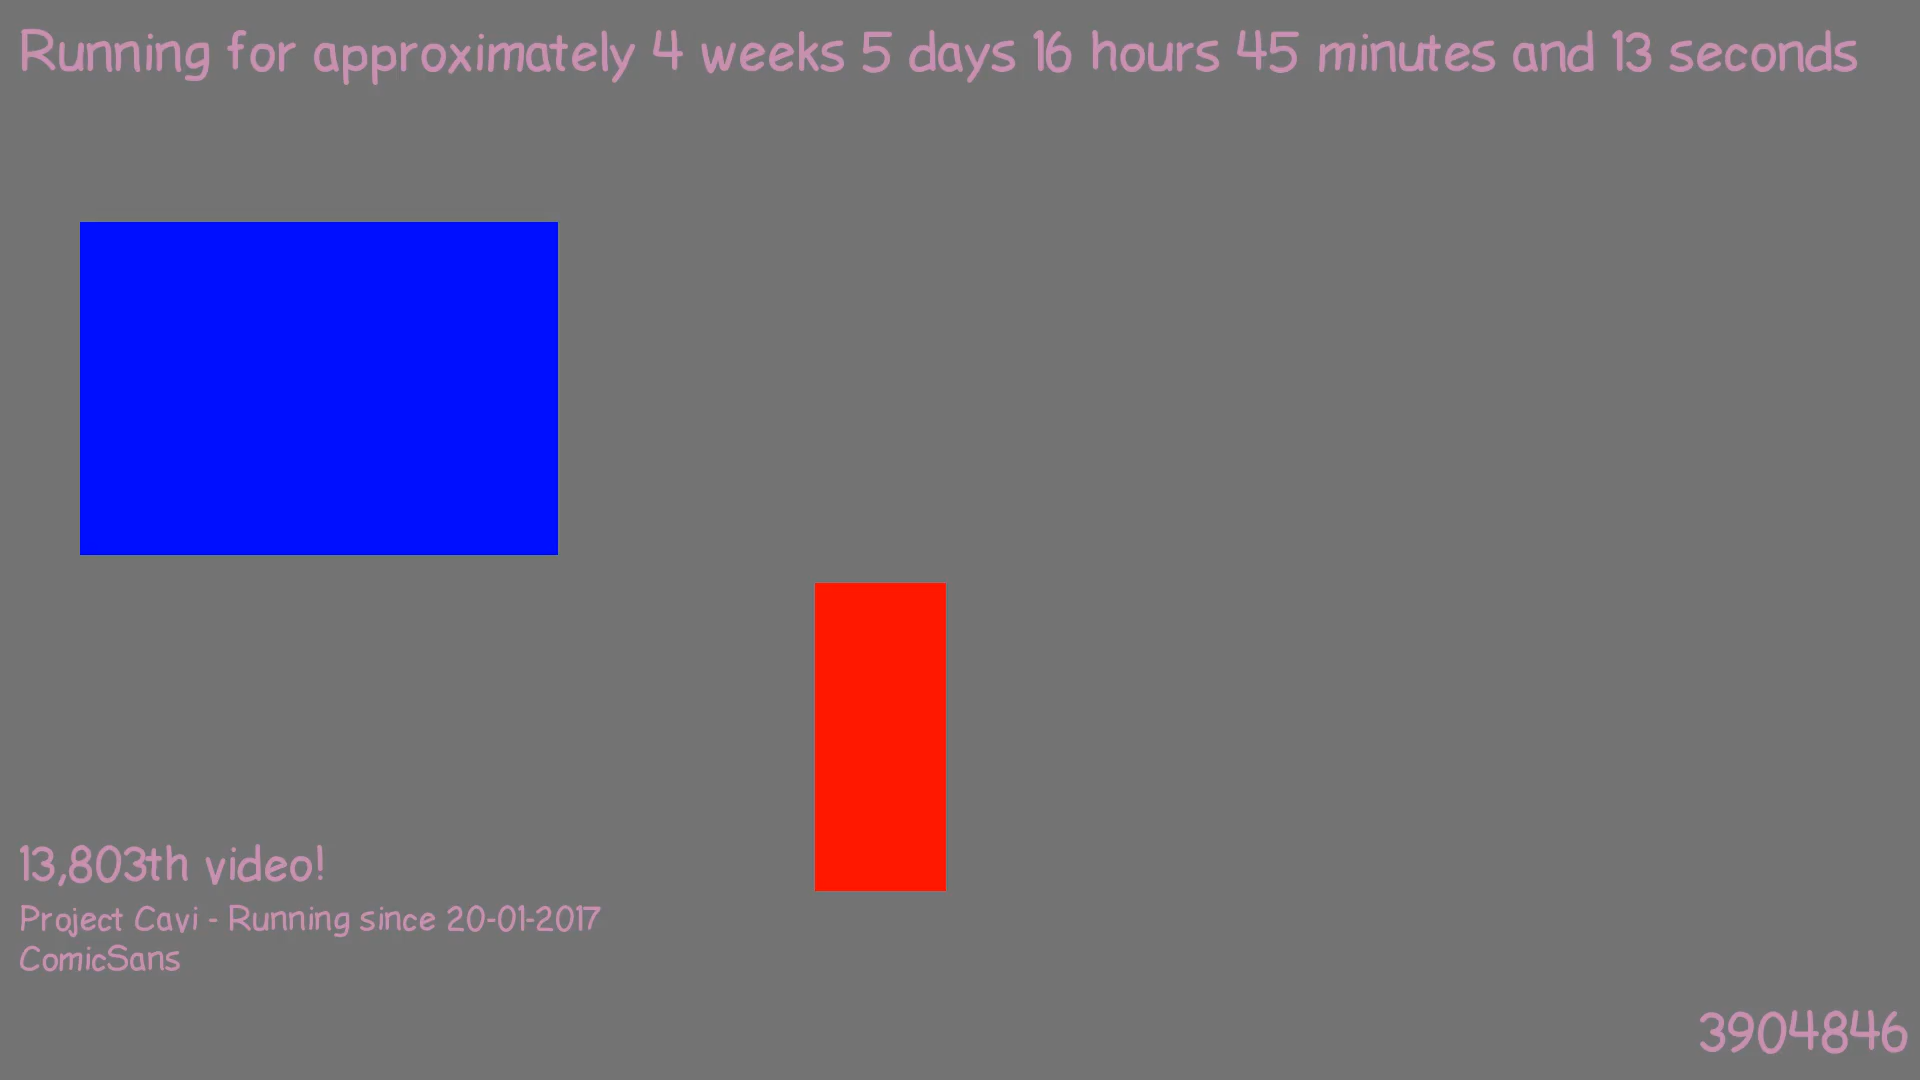 Running for approximately 4 weeks 5 days 16 hours 45 minutes and 13 seconds
13,803th video!
Project Cavi - Running since 20-01-2017
ComicSans
3904846